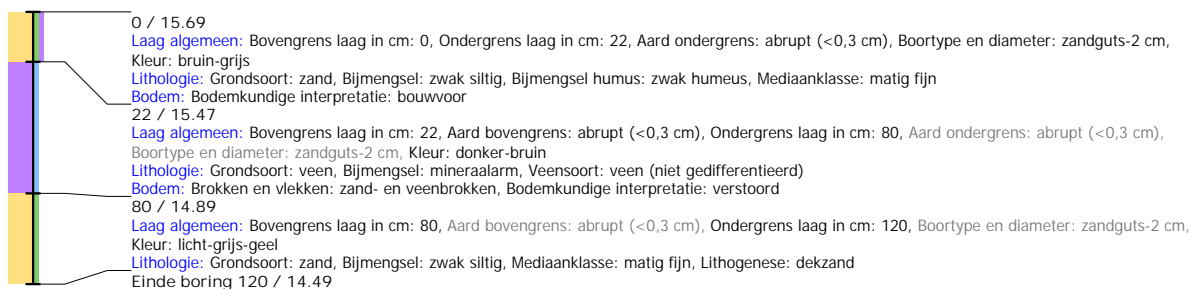 0 / 15.69
Laag algemeen: Bovengrens laag in cm: 0, Ondergrens laag in cm: 22, Aard ondergrens: abrupt (<0,3 cm), Boortype en diameter: zandguts-2 cm,
Kleur: bruin-grijs
Lithologie: Grondsoort: zand, Bijmengsel: zwak siltig, Bijmengsel humus: zwak humeus, Mediaanklasse: matig fijn
Bodem: Bodemkundige interpretatie: bouwvoor
22 / 15.47
Laag algemeen: Bovengrens laag in cm: 22, Aard bovengrens: abrupt (<0,3 cm), Ondergrens laag in cm: 80, Aard ondergrens: abrupt (<0,3 cm),
Boortype en diameter: zandguts-2 cm, Kleur: donker-bruin
Lithologie: Grondsoort: veen, Bijmengsel: mineraalarm, Veensoort: veen (niet gedifferentieerd)
Bodem: Brokken en vlekken: zand- en veenbrokken, Bodemkundige interpretatie: verstoord
80 / 14.89
Laag algemeen: Bovengrens laag in cm: 80, Aard bovengrens: abrupt (<0,3 cm), Ondergrens laag in cm: 120, Boortype en diameter: zandguts-2 cm,
Kleur: licht-grijs-geel
Lithologie: Grondsoort: zand, Bijmengsel: zwak siltig, Mediaanklasse: matig fijn, Lithogenese: dekzand
Einde boring 120 / 14.49